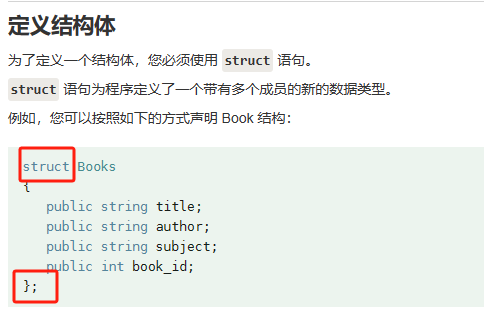 定义结构体
为了定义一个结构体，您必须使用 struct 语句。
struct 语句为程序定义了一个带有多个成员的新的数据类型。
例如，您可以按照如下的方式声明 Book 结构：
struct Books
{
   public string title;
   public string author;
   public string subject;
   public int book_id;
};